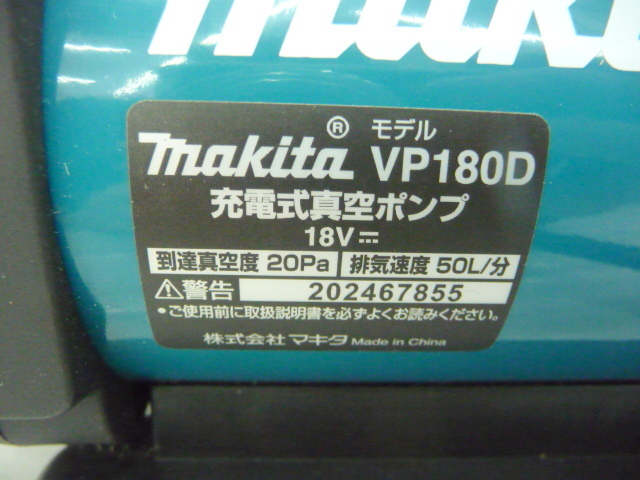 makita
® モデル
makita VP180D
充電式真空ポンプ
18V⎓
到達真空度 20Pa 排気速度 50L/分
⚠警告 202467855
•ご使用前に取扱説明書を必ずよくお読みください。
株式会社マキタ Made in China